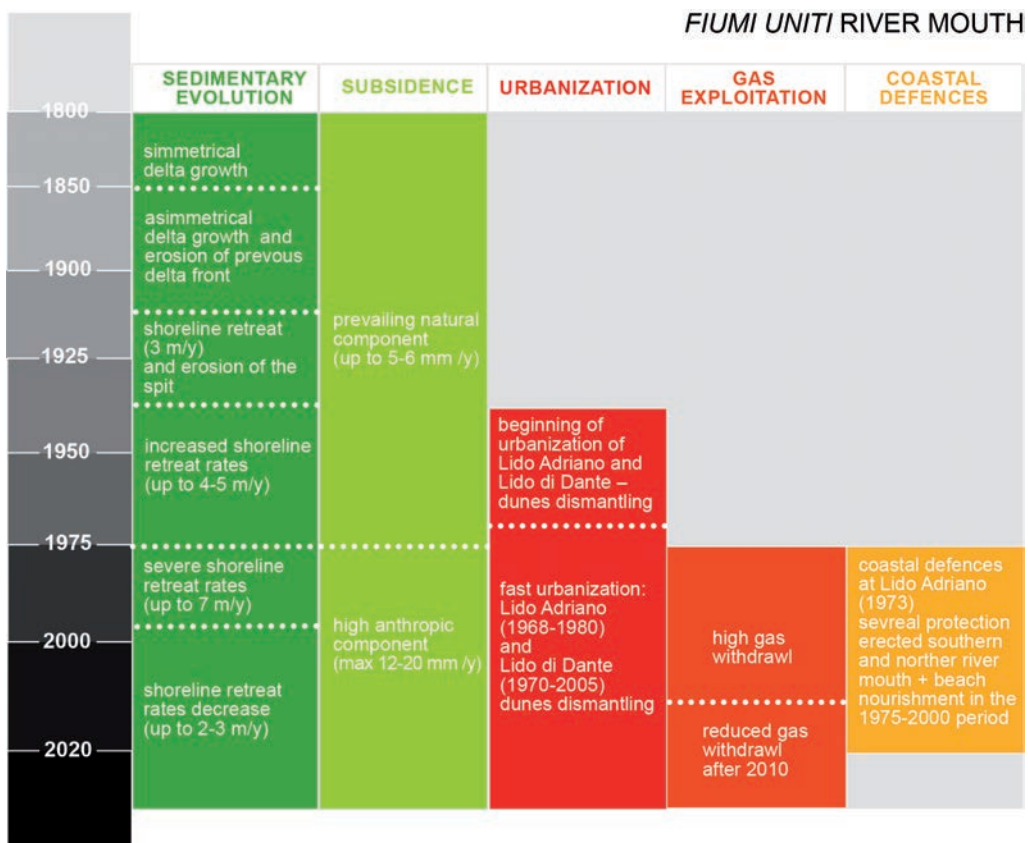 FIUMI UNITI RIVER MOUTH
SEDIMENTARY
EVOLUTION
SUBSIDENCE
URBANIZATION
GAS
EXPLOITATION
COASTAL
DEFENCES
1800
1850
1900
1925
1950
1975
2000
2020
simmetrical
delta growth
asimmetrical
delta growth and
erosion of prevous
delta front
shoreline retreat
(3 m/y)
and erosion of the
spit
increased shoreline
retreat rates
(up to 4-5 m/y)
severe shoreline
retreat rates
(up to 7 m/y)
shoreline retreat
rates decrease
(up to 2-3 m/y)
prevailing natural
component
(up to 5-6 mm /y)
high anthropic
component
(max 12-20 mm /y)
beginning of
urbanization of
Lido Adriano and
Lido di Dante –
dunes dismantling
fast urbanization:
Lido Adriano
(1968-1980)
and
Lido di Dante
(1970-2005)
dunes dismantling
high gas
withdrawl
reduced gas
withdrawl
after 2010
coastal defences
at Lido Adriano
(1973)
sevreal protection
erected southern
and norther river
mouth + beach
nourishment in the
1975-2000 period